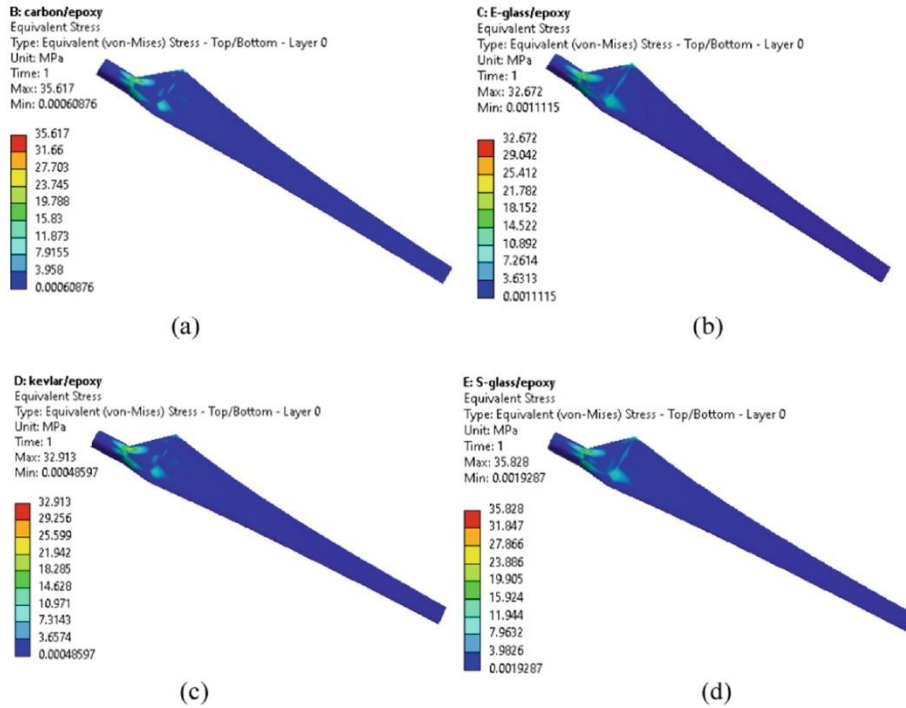 B: carbon/epoxy
Equivalent Stress
Type: Equivalent (von-Mises) Stress - Top/Bottom - Layer 0
Unit: MPa
Time: 1
Max: 35.617
Min: 0.00060876
35.617
31.66
27.703
23.745
19.788
15.83
11.873
7.9155
3.958
0.00060876
(a)
C: E-glass/epoxy
Equivalent Stress
Type: Equivalent (von-Mises) Stress - Top/Bottom - Layer 0
Unit: MPa
Time: 1
Max: 32.672
Min: 0.0011115
32.672
29.042
25.412
21.782
18.152
14.522
10.892
7.2614
3.6313
0.0011115
(b)
D: kevlar/epoxy
Equivalent Stress
Type: Equivalent (von-Mises) Stress - Top/Bottom - Layer 0
Unit: MPa
Time: 1
Max: 32.913
Min: 0.00048597
32.913
29.256
25.599
21.942
18.285
14.628
10.971
7.3143
3.6574
0.00048597
(c)
E: S-glass/epoxy
Equivalent Stress
Type: Equivalent (von-Mises) Stress - Top/Bottom - Layer 0
Unit: MPa
Time: 1
Max: 35.828
Min: 0.0019287
35.828
31.847
27.866
23.886
19.905
15.924
11.944
7.9632
3.9826
0.0019287
(d)